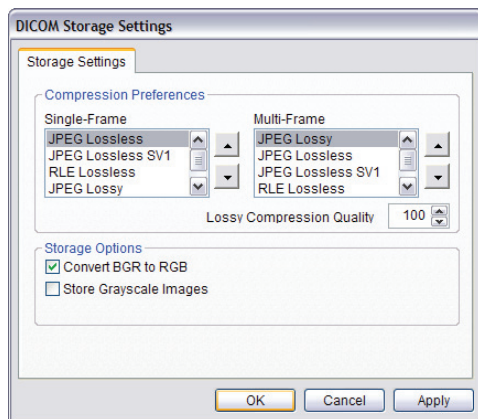 DICOM Storage Settings
Storage Settings
Compression Preferences
Single-Frame
JPEG Lossless
JPEG Lossless SV1
RLE Lossless
JPEG Lossy
Multi-Frame
JPEG Lossy
JPEG Lossless
JPEG Lossless SV1
RLE Lossless
Lossy Compression Quality 100
Storage Options
Convert BGR to RGB
Store Grayscale Images
OK Cancel Apply